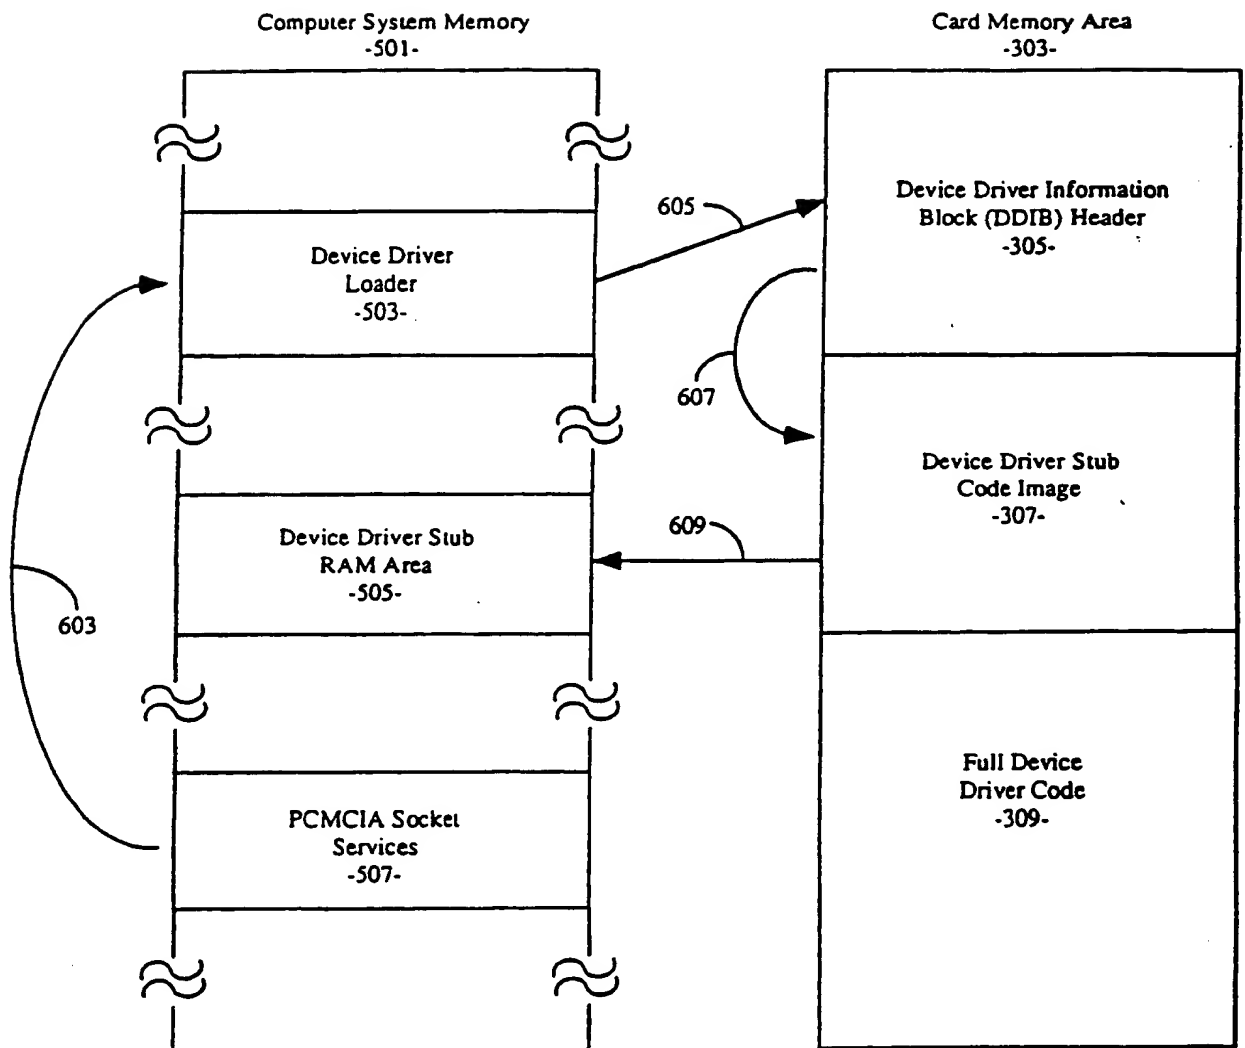 Computer System Memory
-501-
Card Memory Area
-303-
Device Driver Information
Block (DDIB) Header
-305-
605
Device Driver
Loader
-503-
607
Device Driver Stub
Code Image
-307-
609
Device Driver Stub
RAM Area
-505-
603
Full Device
Driver Code
-309-
PCMCIA Socket
Services
-507-